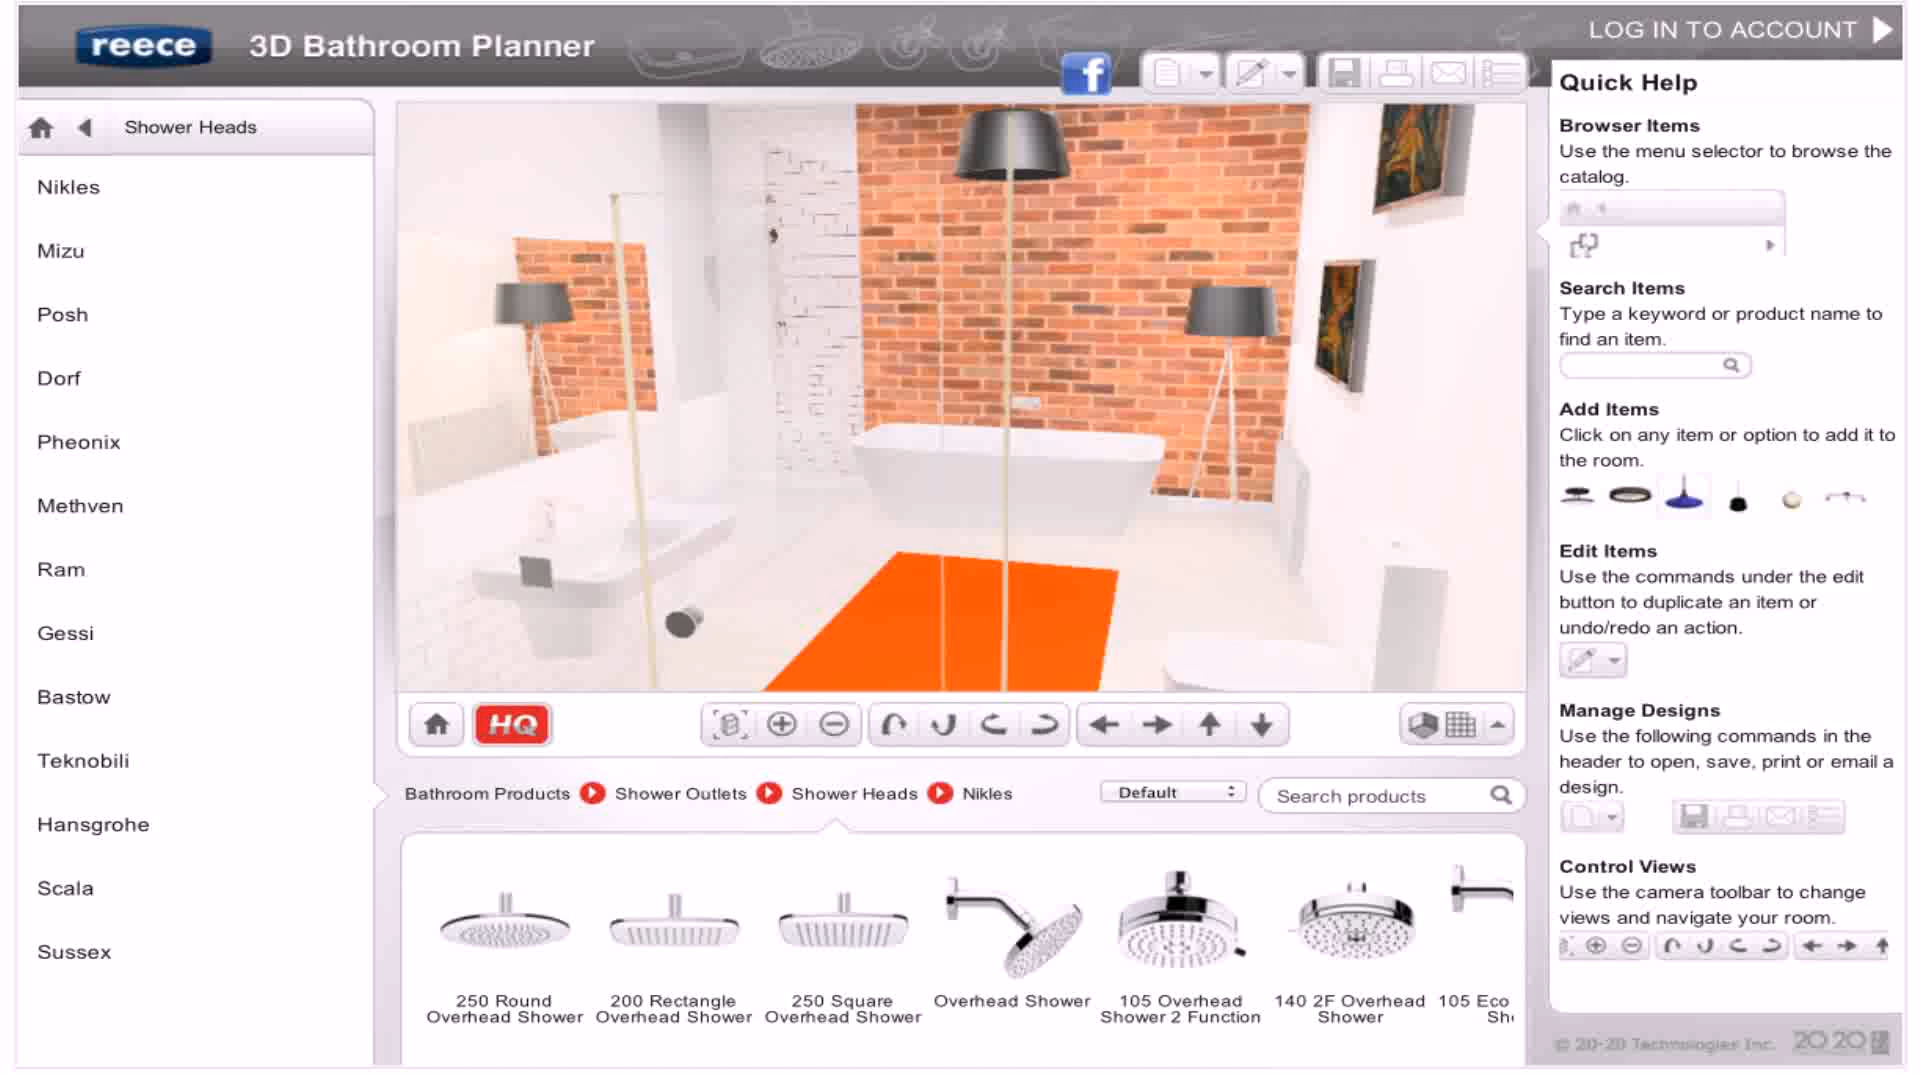 reece
3D Bathroom Planner
LOG IN TO ACCOUNT
f
Shower Heads
Nikles
Mizu
Posh
Dorf
Pheonix
Methven
Ram
Gessi
Bastow
Teknobili
Hansgrohe
Scala
Sussex
HQ
Bathroom Products
Shower Outlets
Shower Heads
Nikles
Default
Search products
250 Round
Overhead Shower
200 Rectangle
Overhead Shower
250 Square
Overhead Shower
Overhead Shower
105 Overhead
Shower 2 Function
140 2F Overhead
Shower
105 Eco
Sh
Quick Help
Browser Items
Use the menu selector to browse the
catalog.
Search Items
Type a keyword or product name to
find an item.
Add Items
Click on any item or option to add it to
the room.
Edit Items
Use the commands under the edit
button to duplicate an item or
undo/redo an action.
Manage Designs
Use the following commands in the
header to open, save, print or email a
design.
Control Views
Use the camera toolbar to change
views and navigate your room.
© 20-20 Technologies Inc.
20 20